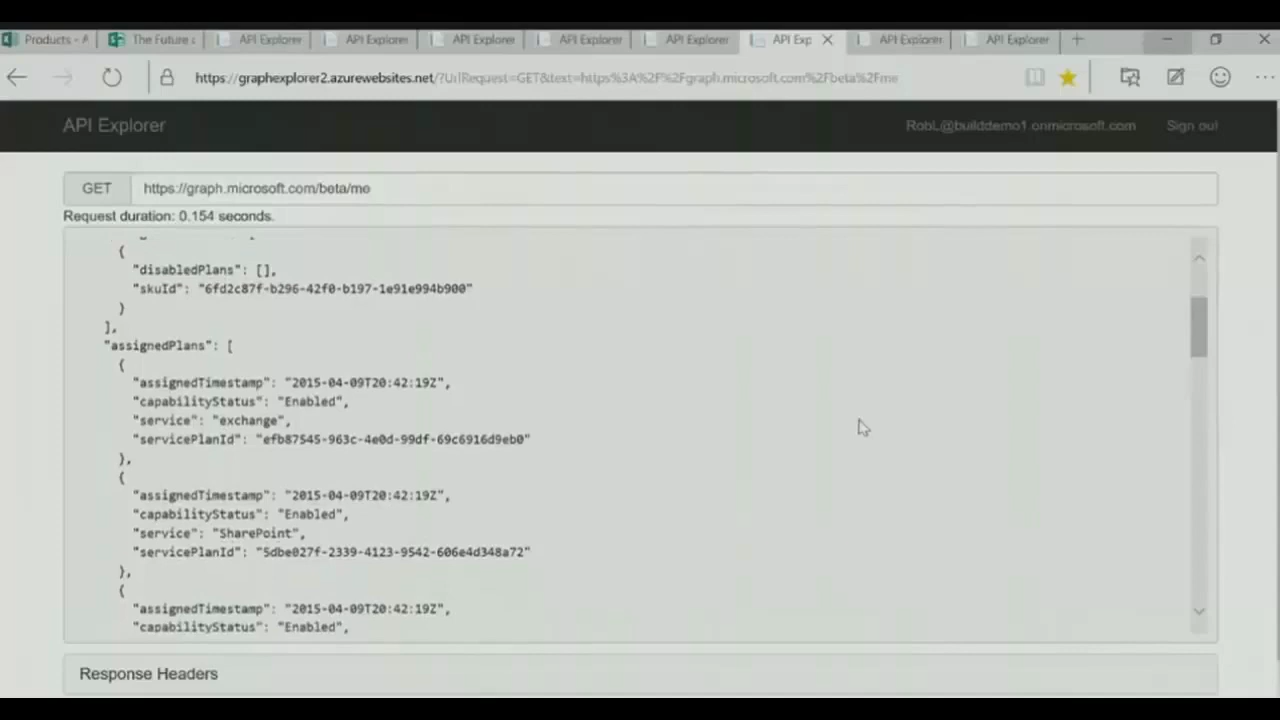 Products - A
The Future o
API Explorer
API Explorer
API Explorer
API Explorer
API Explorer
API Exp
API Explorer
API Explorer
https://graphexplorer2.azurewebsites.net/?UrlRequest=GET&text=https%3A%2F%2Fgraph.microsoft.com%2Fbeta%2Fme
API Explorer
RobL@builddemo1.onmicrosoft.com
Sign out
GET
https://graph.microsoft.com/beta/me
Request duration: 0.154 seconds.
{
"disabledPlans": [],
"skuId": "6fd2c87f-b296-42f0-b197-1e91e994b900"
}
],
"assignedPlans": [
{
"assignedTimestamp": "2015-04-09T20:42:19Z",
"capabilityStatus": "Enabled",
"service": "exchange",
"servicePlanId": "efb87545-963c-4e0d-99df-69c6916d9eb0"
},
{
"assignedTimestamp": "2015-04-09T20:42:19Z",
"capabilityStatus": "Enabled",
"service": "SharePoint",
"servicePlanId": "5dbe027f-2339-4123-9542-606e4d348a72"
},
{
"assignedTimestamp": "2015-04-09T20:42:19Z",
"capabilityStatus": "Enabled",
Response Headers